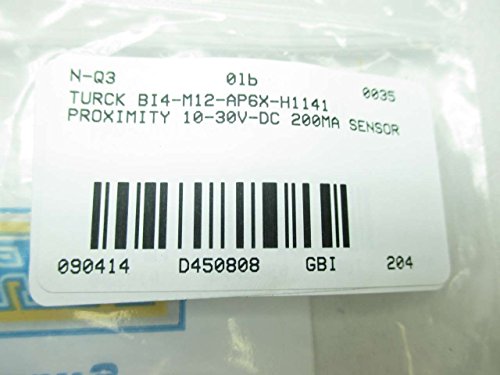 N-Q3 01b 0035
TURCK BI4-M12-AP6X-H1141
PROXIMITY 10-30V-DC 200MA SENSOR
090414 D450808 GBI 204